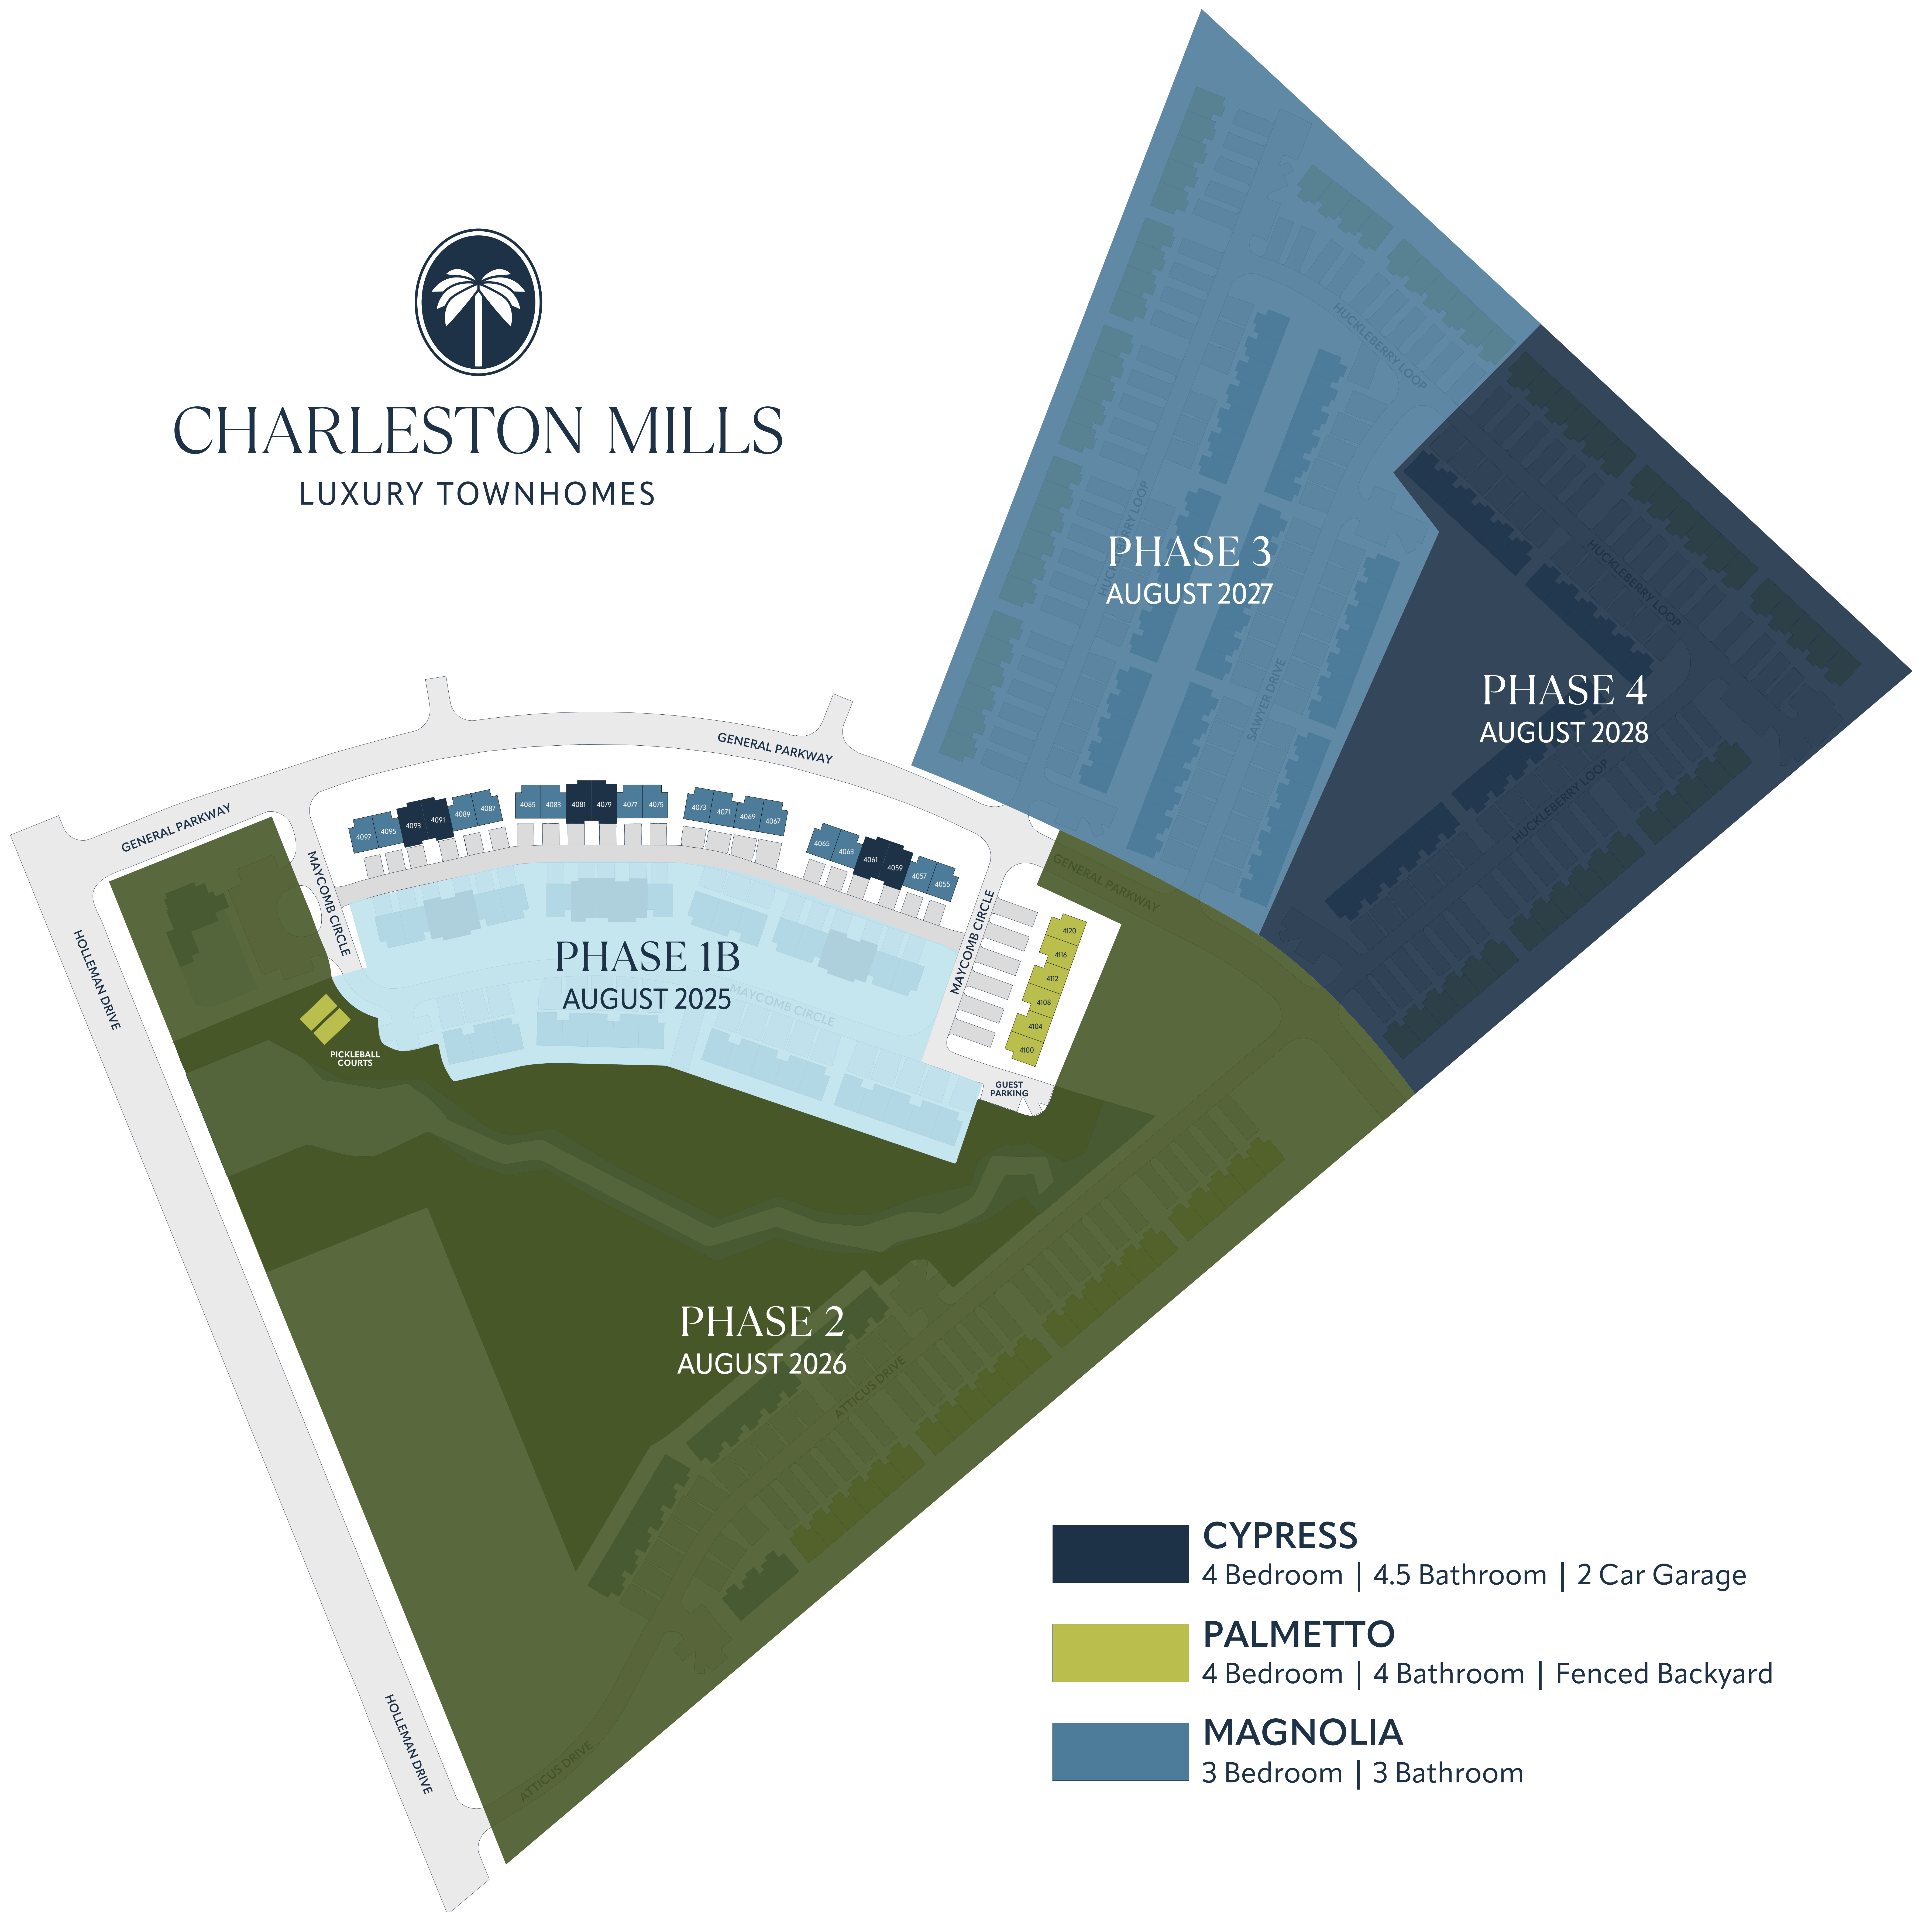 CHARLESTON MILLS
LUXURY TOWNHOMES
HUCKLEBERRY LOOP
HUCKLEBERRY LOOP
PHASE 3
AUGUST 2027
SAWYER DRIVE
HUCKLEBERRY LOOP
PHASE 4
AUGUST 2028
HUCKLEBERRY LOOP
GENERAL PARKWAY
GENERAL PARKWAY
GENERAL PARKWAY
HOLLEMAN DRIVE
MAYCOMB CIRCLE
4097
4095
4093
4091
4089
4087
4085
4083
4081
4079
4077
4075
4073
4071
4069
4067
4065
4063
4061
4059
4057
4055
MAYCOMB CIRCLE
4120
4116
4112
4108
4104
4100
PHASE 1B
AUGUST 2025
MAYCOMB CIRCLE
PICKLEBALL
COURTS
GUEST
PARKING
PHASE 2
AUGUST 2026
ATTICUS DRIVE
HOLLEMAN DRIVE
ATTICUS DRIVE
CYPRESS
4 Bedroom | 4.5 Bathroom | 2 Car Garage
PALMETTO
4 Bedroom | 4 Bathroom | Fenced Backyard
MAGNOLIA
3 Bedroom | 3 Bathroom